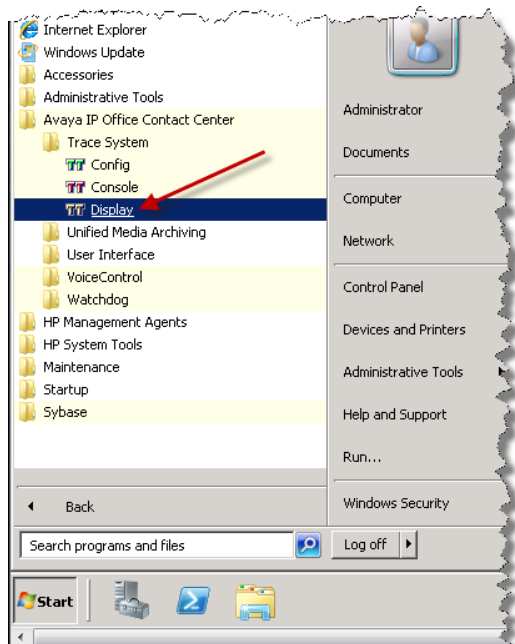 Internet Explorer
Windows Update
Accessories
Administrative Tools
Avaya IP Office Contact Center
Trace System
Config
Console
Display
Unified Media Archiving
User Interface
VoiceControl
Watchdog
HP Management Agents
HP System Tools
Maintenance
Startup
Sybase
Back
Search programs and files
Administrator
Documents
Computer
Network
Control Panel
Devices and Printers
Administrative Tools
Help and Support
Run...
Windows Security
Log off
Start